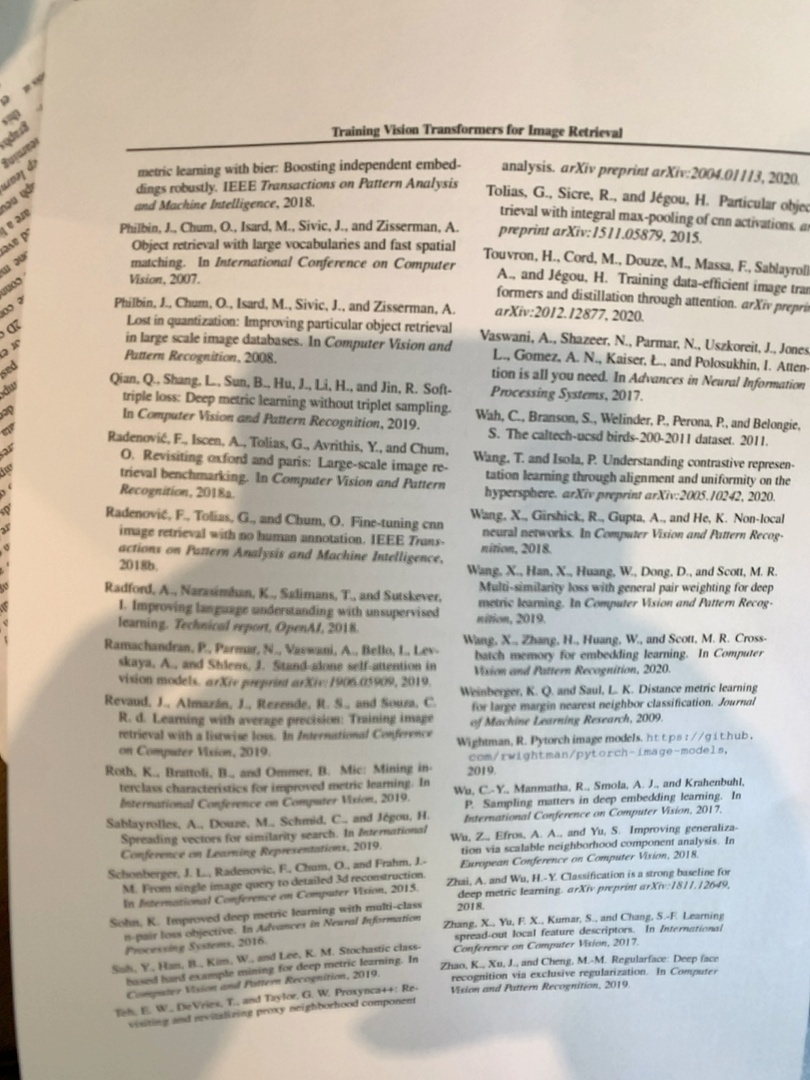 Training Vision Transformers for Image Retrieval
metric learning with bier: Boosting independent embed-
dings robustly. IEEE Transactions on Pattern Analysis
and Machine Intelligence, 2018.
Philbin, J., Chum, O., Isard, M., Sivic, J., and Zisserman, A.
Object retrieval with large vocabularies and fast spatial
matching. In International Conference on Computer
Vision, 2007.
Philbin, J., Chum, O., Isard, M., Sivic, J., and Zisserman, A.
Lost in quantization: Improving particular object retrieval
in large scale image databases. In Computer Vision and
Pattern Recognition, 2008.
Qian, Q., Shang, L., Sun, B., Hu, J., Li, H., and Jin, R. Soft-
triple loss: Deep metric learning without triplet sampling.
In Computer Vision and Pattern Recognition, 2019.
Radenović, F., Iscen, A., Tolias, G., Avrithis, Y., and Chum,
O. Revisiting oxford and paris: Large-scale image re-
trieval benchmarking. In Computer Vision and Pattern
Recognition, 2018a.
Radenović, F., Tolias, G., and Chum, O. Fine-tuning cnn
image retrieval with no human annotation. IEEE Trans-
actions on Pattern Analysis and Machine Intelligence,
2018b.
Radford, A., Narasimhan, K., Salimans, T., and Sutskever,
I. Improving language understanding with unsupervised
learning. Technical report, OpenAI, 2018.
Ramachandran, P., Parmar, N., Vaswani, A., Bello, I., Lev-
skaya, A., and Shlens, J. Stand-alone self-attention in
vision models. arXiv preprint arXiv:1906.05909, 2019.
Revaud, J., Almazán, J., Rezende, R. S., and Souza, C.
R. d. Learning with average precision: Training image
retrieval with a listwise loss. In International Conference
on Computer Vision, 2019.
Roth, K., Brattoli, B., and Ommer, B. Mic: Mining in-
terclass characteristics for improved metric learning. In
International Conference on Computer Vision, 2019.
Sablayrolles, A., Douze, M., Schmid, C., and Jégou, H.
Spreading vectors for similarity search. In International
Conference on Learning Representations, 2019.
Schonberger, J. L., Radenovic, F., Chum, O., and Frahm, J.-
M. From single image query to detailed 3d reconstruction.
In International Conference on Computer Vision, 2015.
Sohn, K. Improved deep metric learning with multi-class
n-pair loss objective. In Advances in Neural Information
Processing Systems, 2016.
Suh, Y., Han, B., Kim, W., and Lee, K. M. Stochastic class-
based hard example mining for deep metric learning. In
Computer Vision and Pattern Recognition, 2019.
Teh, E. W., DeVries, T., and Taylor, G. W. Proxynca++: Re-
visiting and revitalizing proxy neighborhood component
analysis. arXiv preprint arXiv:2004.01113, 2020.
Tolias, G., Sicre, R., and Jégou, H. Particular objec
trieval with integral max-pooling of cnn activations. a
preprint arXiv:1511.05879, 2015.
Touvron, H., Cord, M., Douze, M., Massa, F., Sablayroll
A., and Jégou, H. Training data-efficient image tran
formers and distillation through attention. arXiv prepri
arXiv:2012.12877, 2020.
Vaswani, A., Shazeer, N., Parmar, N., Uszkoreit, J., Jones,
L., Gomez, A. N., Kaiser, Ł., and Polosukhin, I. Atten-
tion is all you need. In Advances in Neural Information
Processing Systems, 2017.
Wah, C., Branson, S., Welinder, P., Perona, P., and Belongie,
S. The caltech-ucsd birds-200-2011 dataset. 2011.
Wang, T. and Isola, P. Understanding contrastive represen-
tation learning through alignment and uniformity on the
hypersphere. arXiv preprint arXiv:2005.10242, 2020.
Wang, X., Girshick, R., Gupta, A., and He, K. Non-local
neural networks. In Computer Vision and Pattern Recog-
nition, 2018.
Wang, X., Han, X., Huang, W., Dong, D., and Scott, M. R.
Multi-similarity loss with general pair weighting for deep
metric learning. In Computer Vision and Pattern Recog-
nition, 2019.
Wang, X., Zhang, H., Huang, W., and Scott, M. R. Cross-
batch memory for embedding learning. In Computer
Vision and Pattern Recognition, 2020.
Weinberger, K. Q. and Saul, L. K. Distance metric learning
for large margin nearest neighbor classification. Journal
of Machine Learning Research, 2009.
Wightman, R. Pytorch image models. https://github.
com/rwightman/pytorch-image-models,
2019.
Wu, C.-Y., Manmatha, R., Smola, A. J., and Krahenbuhl,
P. Sampling matters in deep embedding learning. In
International Conference on Computer Vision, 2017.
Wu, Z., Efros, A. A., and Yu, S. Improving generaliza-
tion via scalable neighborhood component analysis. In
European Conference on Computer Vision, 2018.
Zhai, A. and Wu, H.-Y. Classification is a strong baseline for
deep metric learning. arXiv preprint arXiv:1811.12649,
2018.
Zhang, X., Yu, F. X., Kumar, S., and Chang, S.-F. Learning
spread-out local feature descriptors. In International
Conference on Computer Vision, 2017.
Zhao, K., Xu, J., and Cheng, M.-M. Regularface: Deep face
recognition via exclusive regularization. In Computer
Vision and Pattern Recognition, 2019.